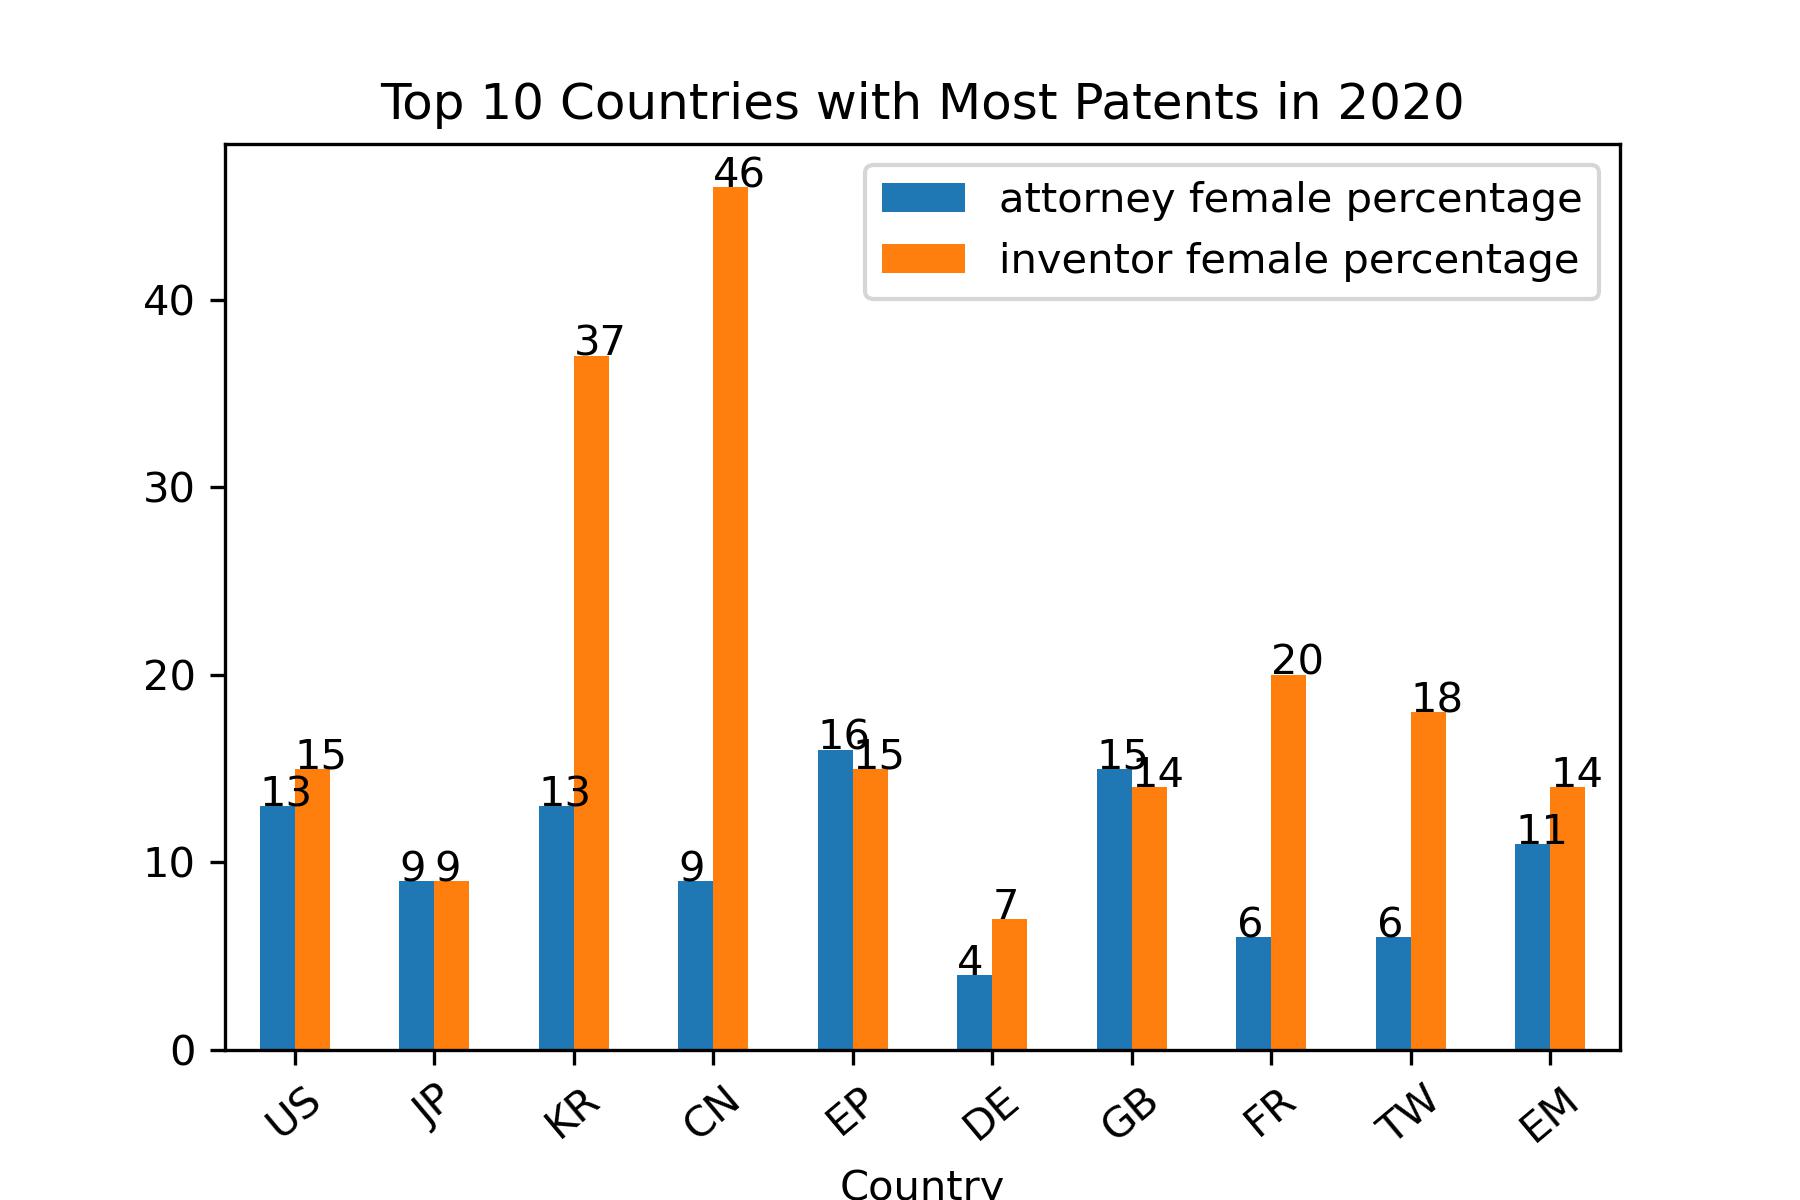 Top 10 Countries with Most Patents in 2020
attorney female percentage
inventor female percentage
40
30
20
10
0
13
15
9
9
13
37
9
46
16
15
4
7
15
14
6
20
6
18
11
14
US
JP
KR
CN
EP
DE
GB
FR
TW
EM
Country